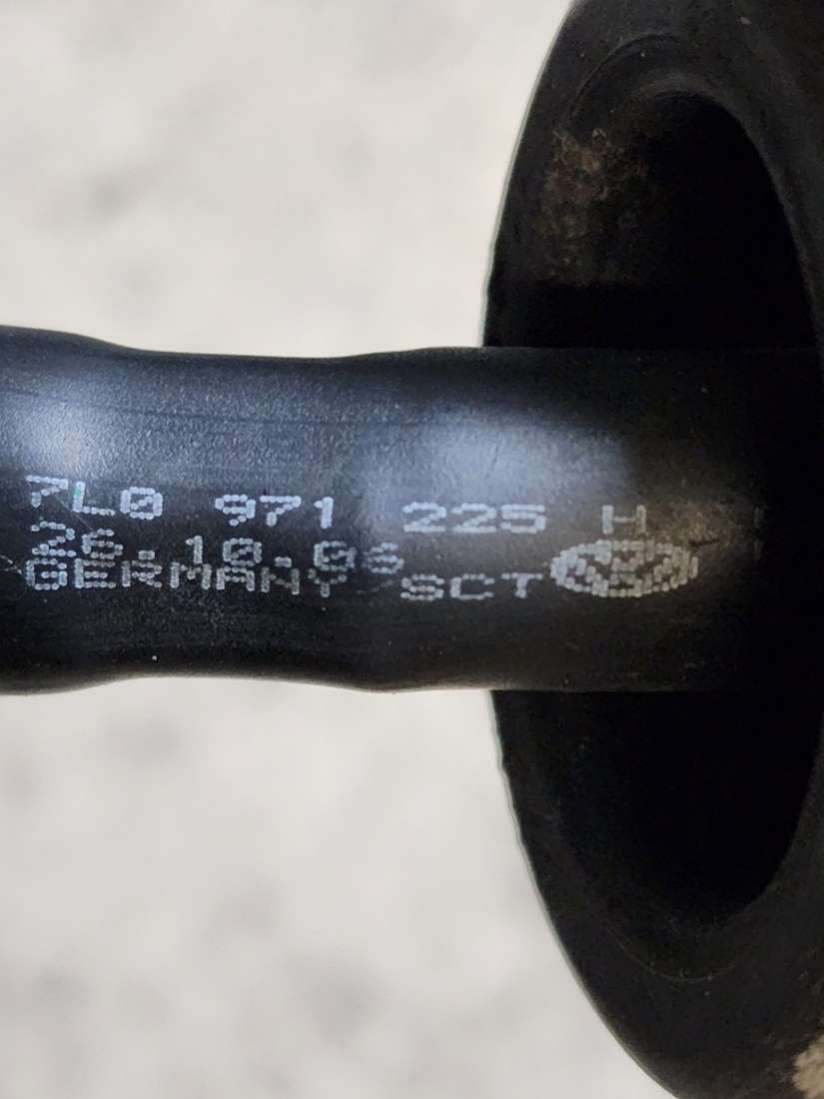 7L0 971 225 H
26.10.06
GERMANY SCT